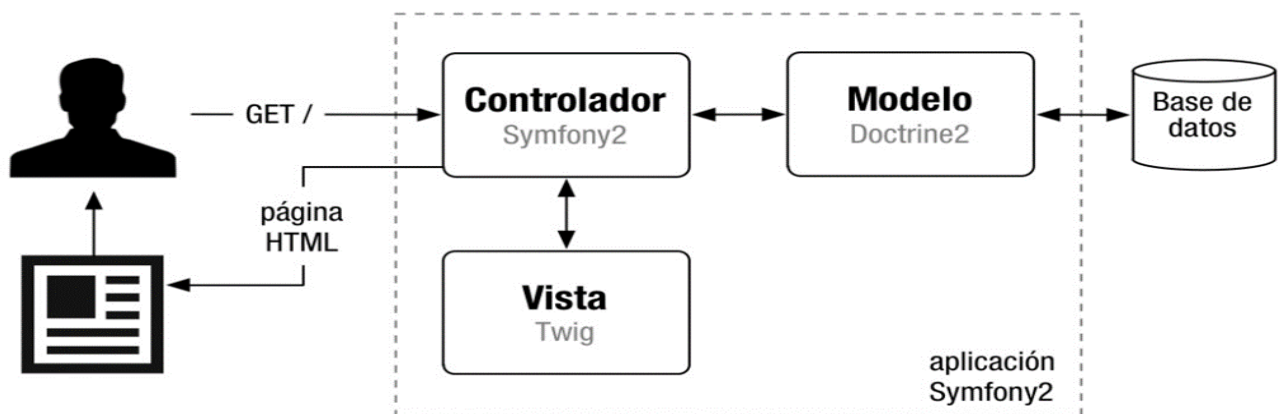 GET /
Controlador
Symfony2
Modelo
Doctrine2
Base de
datos
página
HTML
Vista
Twig
aplicación
Symfony2